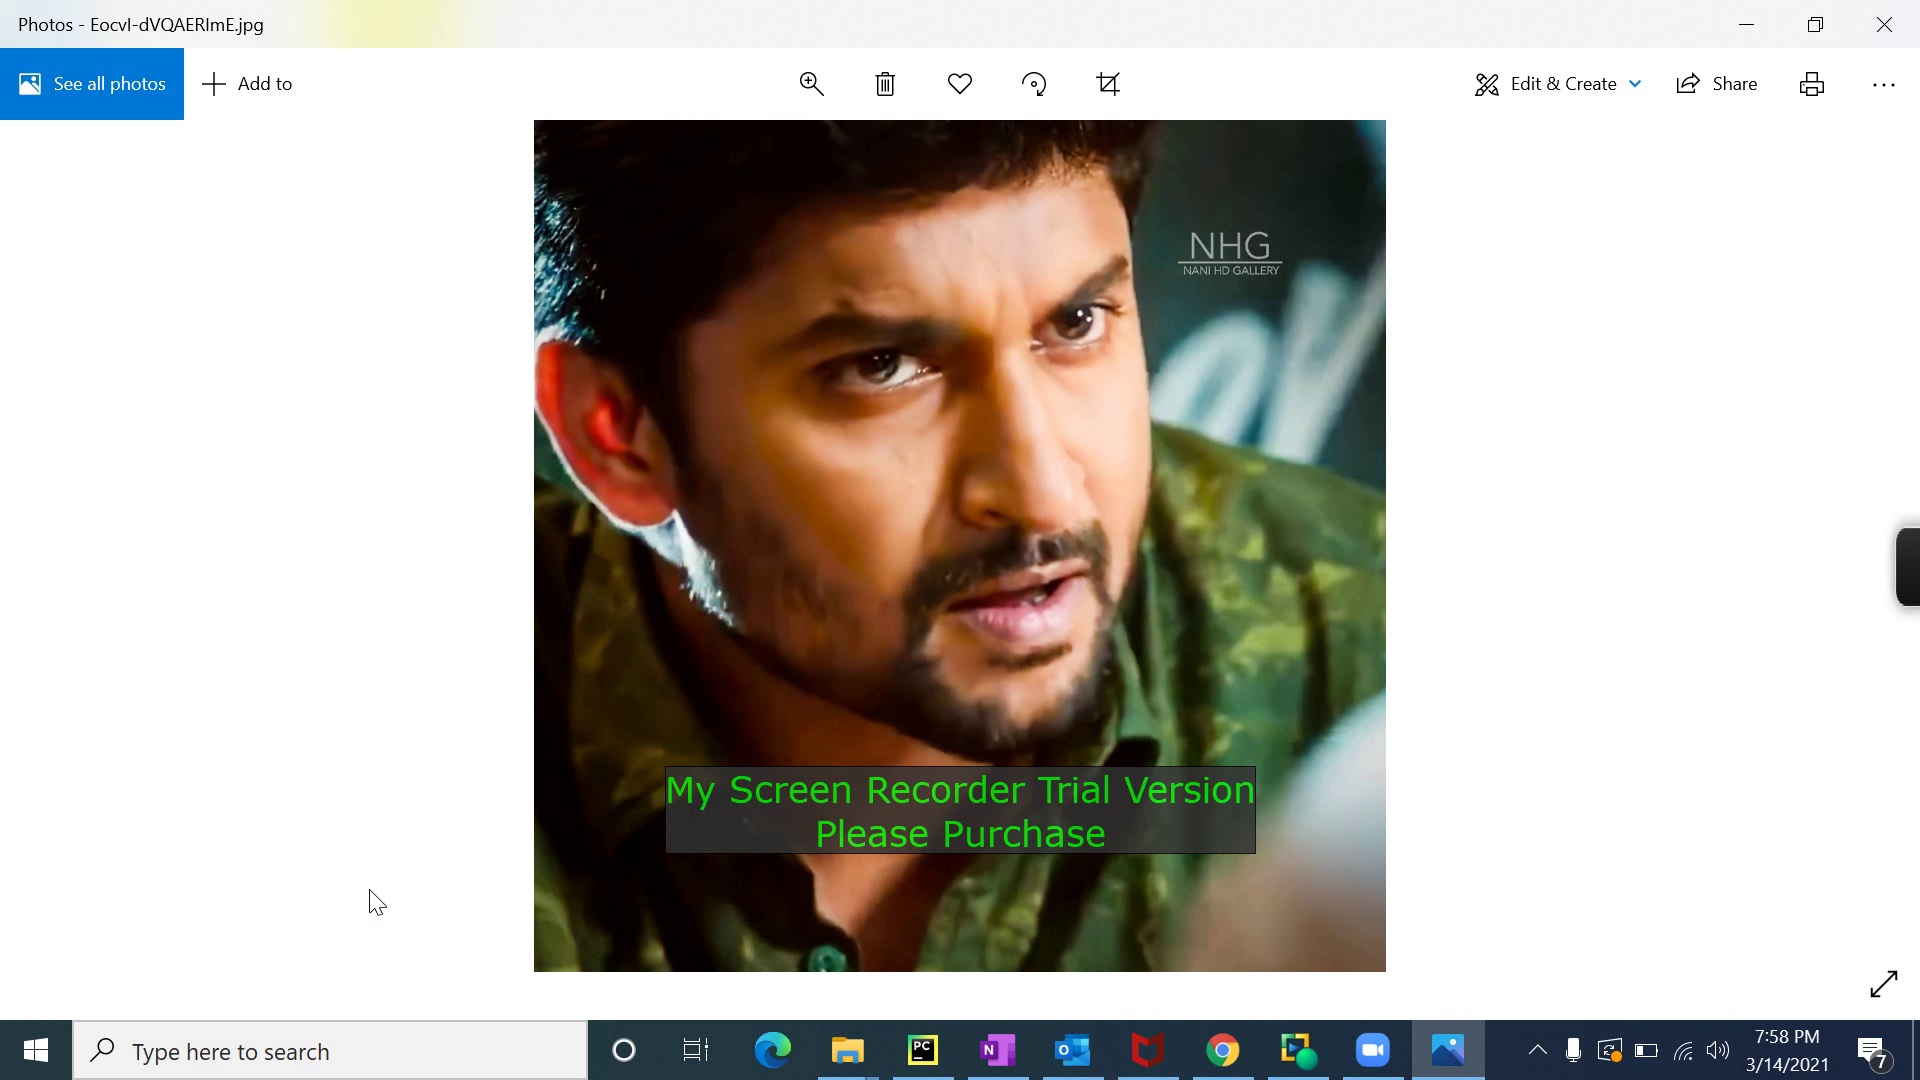 Photos - EocvI-dVQAERImE.jpg
See all photos
Add to
Edit & Create
Share
NHG
NANI HD GALLERY
My Screen Recorder Trial Version
Please Purchase
Type here to search
PC
N
O
7:58 PM
3/14/2021
7